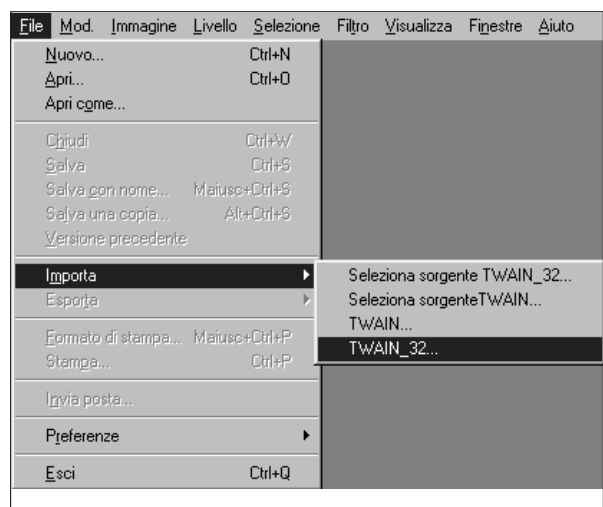 File Mod. Immagine Livello Selezione Filtro Visualizza Finestre Aiuto
Nuovo... Ctrl+N
Apri... Ctrl+O
Apri come...
Chiudi Ctrl+W
Salva Ctrl+S
Salva con nome... Maiusc+Ctrl+S
Salva una copia... Alt+Ctrl+S
Versione precedente
Importa
Esporta
Formato di stampa... Maiusc+Ctrl+P
Stampa... Ctrl+P
Invia posta...
Preferenze
Esci Ctrl+Q
Seleziona sorgente TWAIN_32...
Seleziona sorgenteTWAIN...
TWAIN...
TWAIN_32...